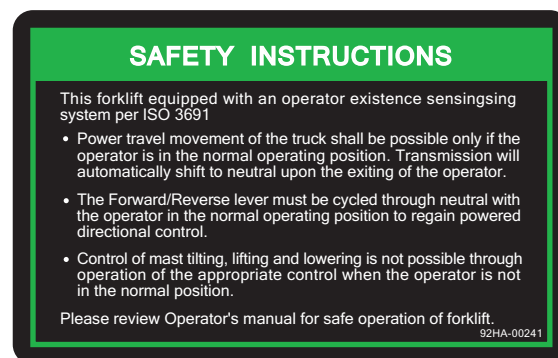 SAFETY INSTRUCTIONS
This forklift equipped with an operator existence sensingsing
system per ISO 3691
• Power travel movement of the truck shall be possible only if the
operator is in the normal operating position. Transmission will
automatically shift to neutral upon the exiting of the operator.
• The Forward/Reverse lever must be cycled through neutral with
the operator in the normal operating position to regain powered
directional control.
• Control of mast tilting, lifting and lowering is not possible through
operation of the appropriate control when the operator is not
in the normal position.
Please review Operator's manual for safe operation of forklift.
92HA-00241